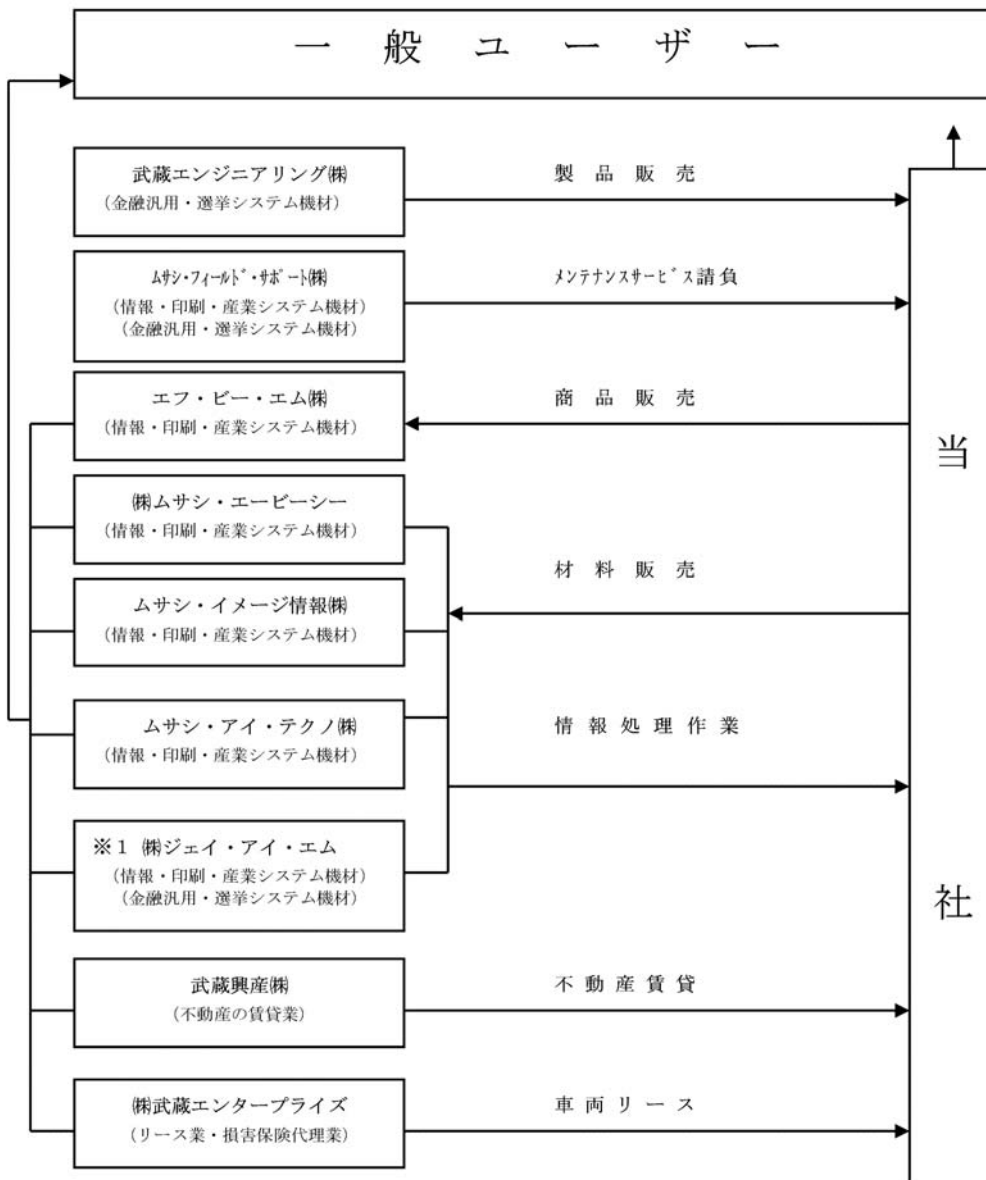 一般ユーザー
武蔵エンジニアリング㈱
(金融汎用・選挙システム機材)
製品販売
ﾑｻｼ･ﾌｨｰﾙﾄﾞ･ｻﾎﾟｰﾄ㈱
(情報・印刷・産業システム機材)
(金融汎用・選挙システム機材)
ﾒﾝﾃﾅﾝｽｻｰﾋﾞｽ請負
エフ・ビー・エム㈱
(情報・印刷・産業システム機材)
商品販売
㈱ムサシ・エービーシー
(情報・印刷・産業システム機材)
材料販売
ムサシ・イメージ情報㈱
(情報・印刷・産業システム機材)
ムサシ・アイ・テクノ㈱
(情報・印刷・産業システム機材)
情報処理作業
※1 ㈱ジェイ・アイ・エム
(情報・印刷・産業システム機材)
(金融汎用・選挙システム機材)
武蔵興産㈱
(不動産の賃貸業)
不動産賃貸
㈱武蔵エンタープライズ
(リース業・損害保険代理業)
車両リース
当社